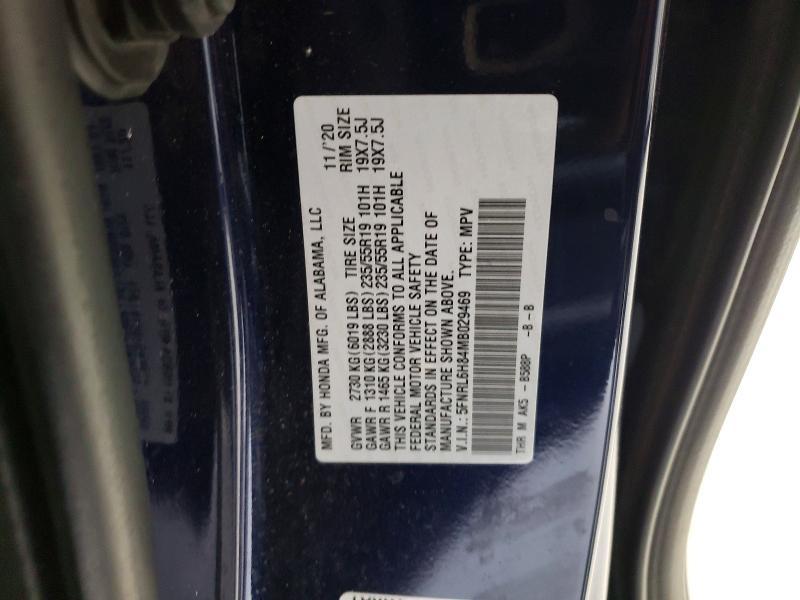 MFD. BY HONDA MFG. OF ALABAMA, LLC 11/'20
GVWR 2730 KG(6019 LBS) TIRE SIZE RIM SIZE
GAWR F 1310 KG(2888 LBS)235/55R19 101H 19X7.5J
GAWR R 1465 KG(3230 LBS)235/55R19 101H 19X7.5J
THIS VEHICLE CONFORMS TO ALL APPLICABLE
FEDERAL MOTOR VEHICLE SAFETY
STANDARDS IN EFFECT ON THE DATE OF
MANUFACTURE SHOWN ABOVE.
V.I.N.:5FNRL6H84MB029469 TYPE: MPV
THR M AK5 -B588P -B-B